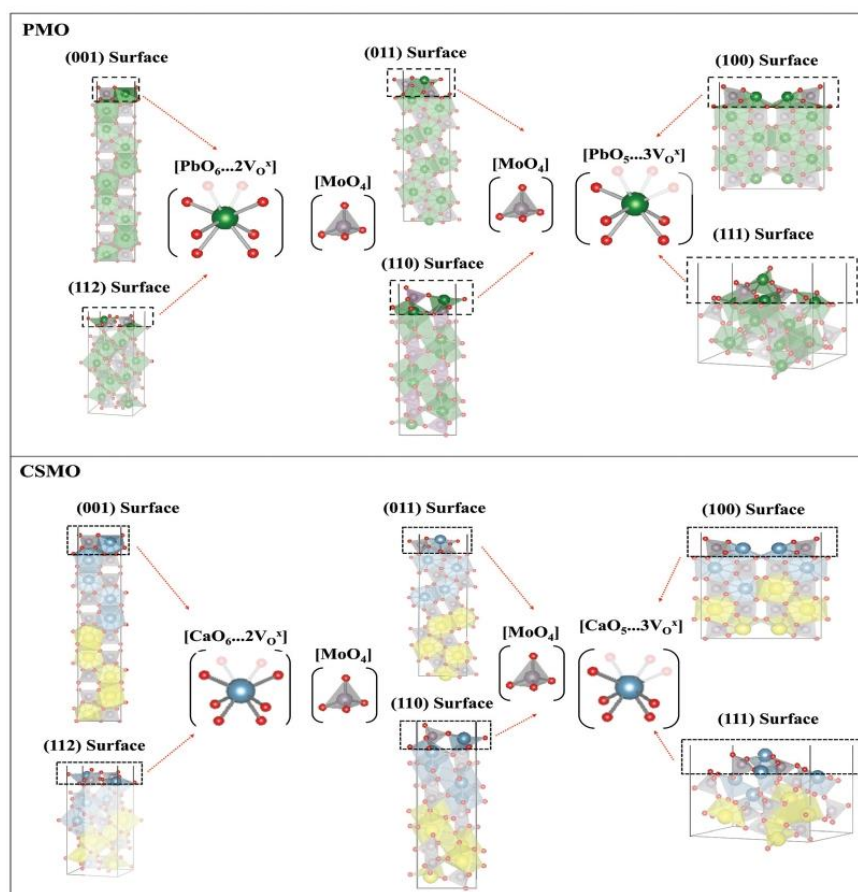 PMO
(001) Surface
(011) Surface
(100) Surface
[PbO₆...2Vₒˣ]
[MoO₄]
[MoO₄]
[PbO₅...3Vₒˣ]
(112) Surface
(110) Surface
(111) Surface
CSMO
(001) Surface
(011) Surface
(100) Surface
[CaO₆...2Vₒˣ]
[MoO₄]
[MoO₄]
[CaO₅...3Vₒˣ]
(112) Surface
(110) Surface
(111) Surface